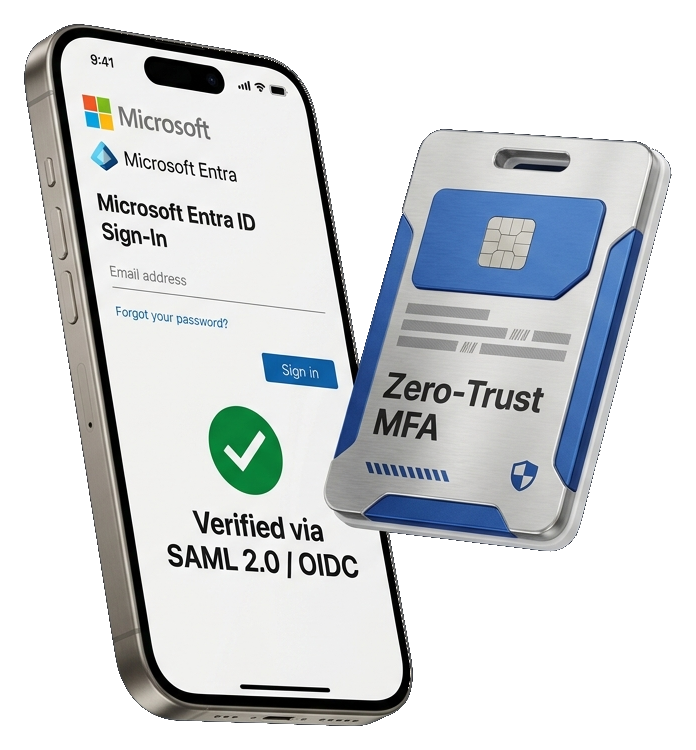 9:41
Microsoft
Microsoft Entra
Microsoft Entra ID
Sign-In
Email address
Forgot your password?
Sign in
Verified via
SAML 2.0 | OIDC
Zero-Trust
MFA